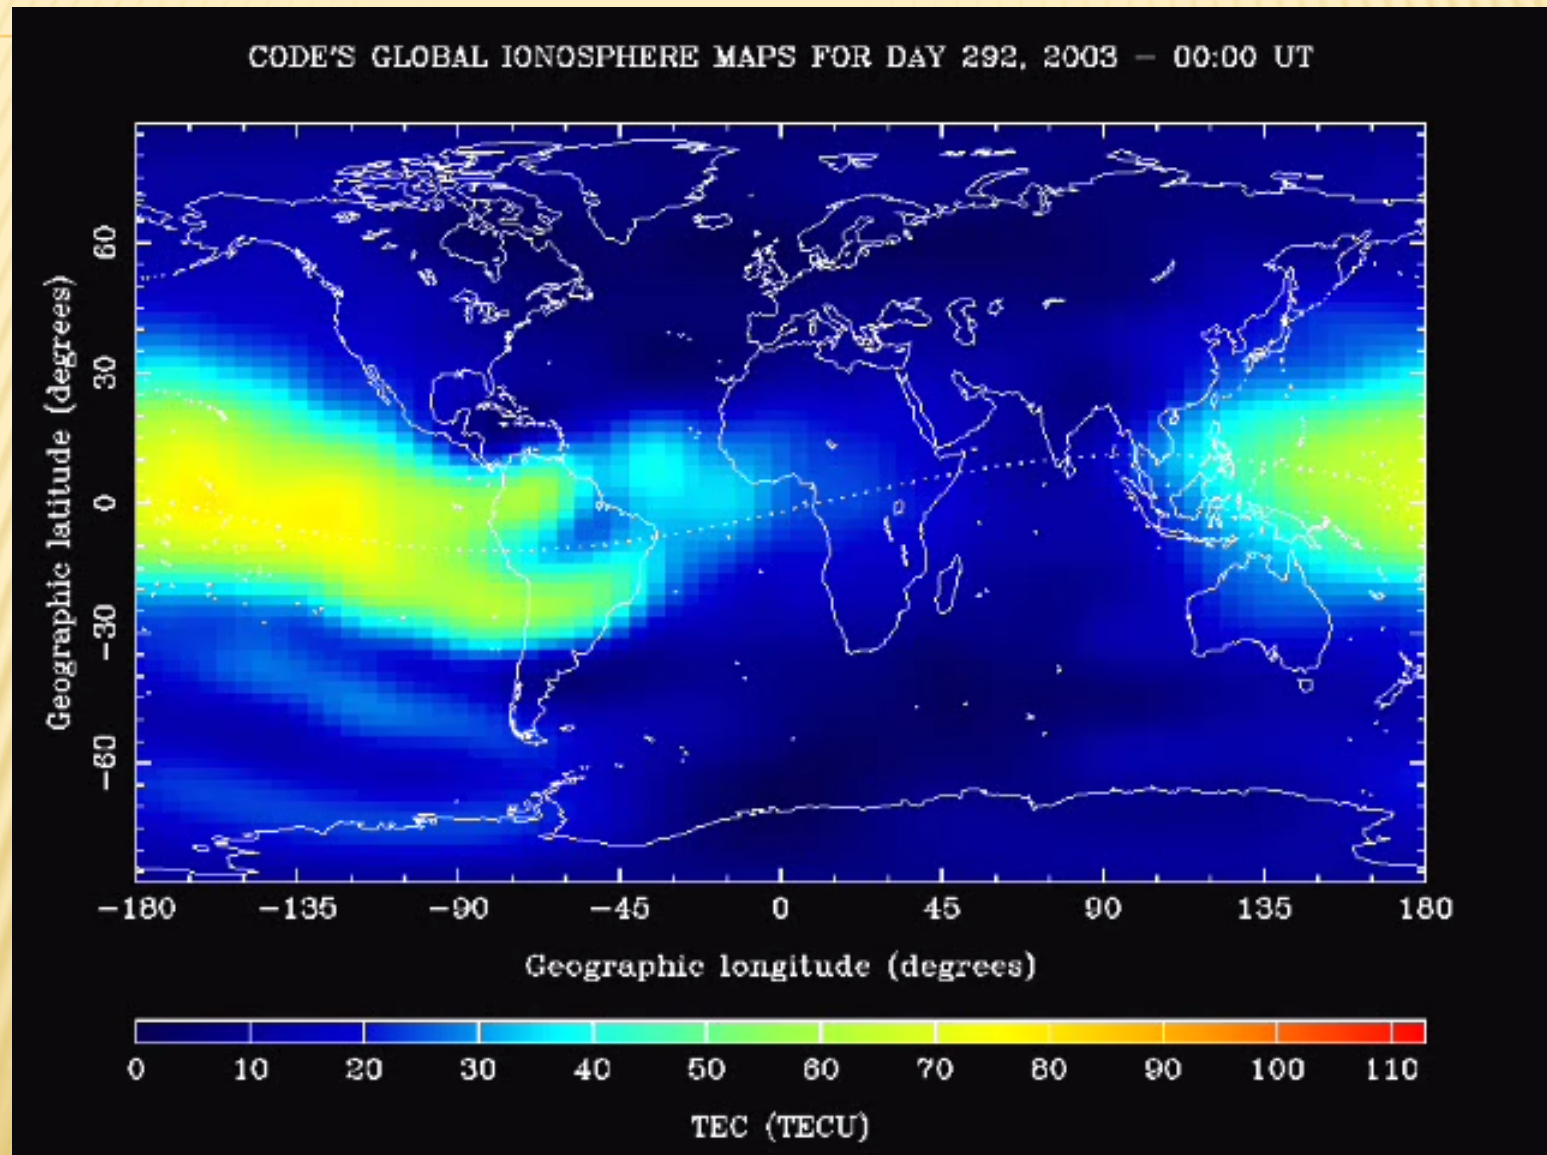 CODE'S GLOBAL IONOSPHERE MAPS FOR DAY 292, 2003 − 00:00 UT
Geographic latitude (degrees)
60
30
0
−30
−60
−180 −135 −90 −45 0 45 90 135 180
Geographic longitude (degrees)
0 10 20 30 40 50 60 70 80 90 100 110
TEC (TECU)